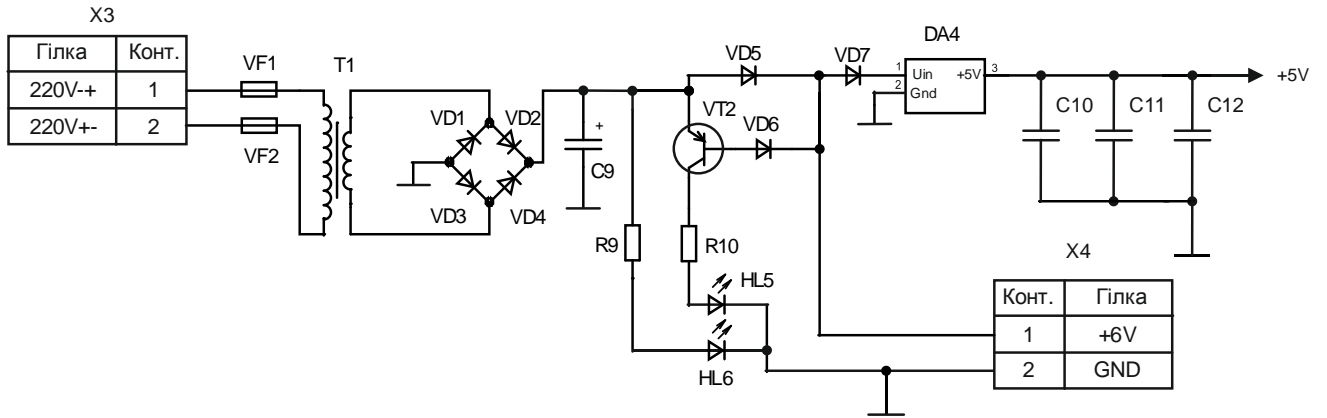 X3
Гілка Конт.
220V-+ 1
220V+- 2
VF1
VF2
T1
VD1
VD2
VD3
VD4
+
C9
R9
VT2
R10
HL5
HL6
VD5
VD6
VD7
DA4
1
2
Uin
Gnd
+5V
3
C10
C11
C12
+5V
X4
Конт. Гілка
1 +6V
2 GND